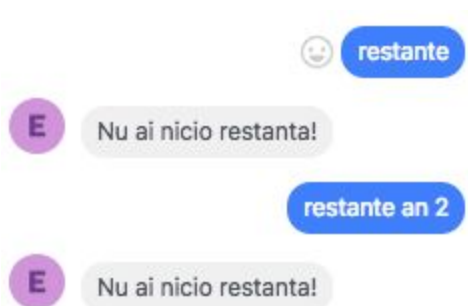 restante
E
Nu ai nicio restanta!
restante an 2
E
Nu ai nicio restanta!